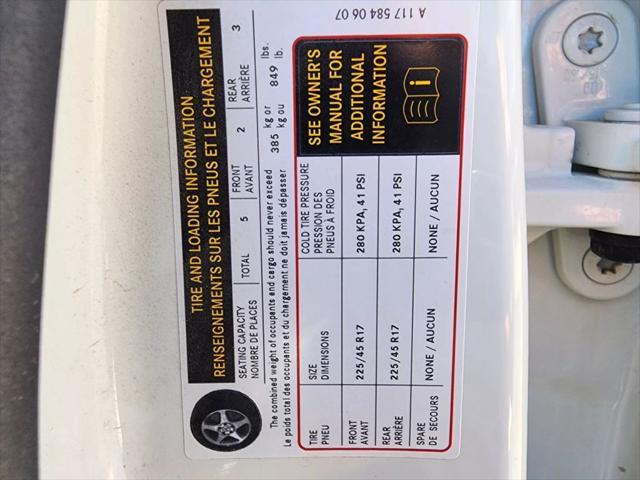 TIRE AND LOADING INFORMATION
RENSEIGNEMENTS SUR LES PNEUS ET LE CHARGEMENT
SEATING CAPACITY
NOMBRE DE PLACES
TOTAL 5
FRONT
AVANT
2
REAR
ARRIÈRE
3
The combined weight of occupants and cargo should never exceed 385 kg or 849 lbs.
Le poids total des occupants et du chargement ne doit jamais dépasser kg ou lb.
TIRE
PNEU
SIZE
DIMENSIONS
COLD TIRE PRESSURE
PRESSION DES
PNEUS À FROID
FRONT
AVANT
225/45 R17
280 KPA, 41 PSI
REAR
ARRIÈRE
225/45 R17
280 KPA, 41 PSI
SPARE
DE SECOURS
NONE / AUCUN
NONE / AUCUN
SEE OWNER'S
MANUAL FOR
ADDITIONAL
INFORMATION
A 117 584 06 07